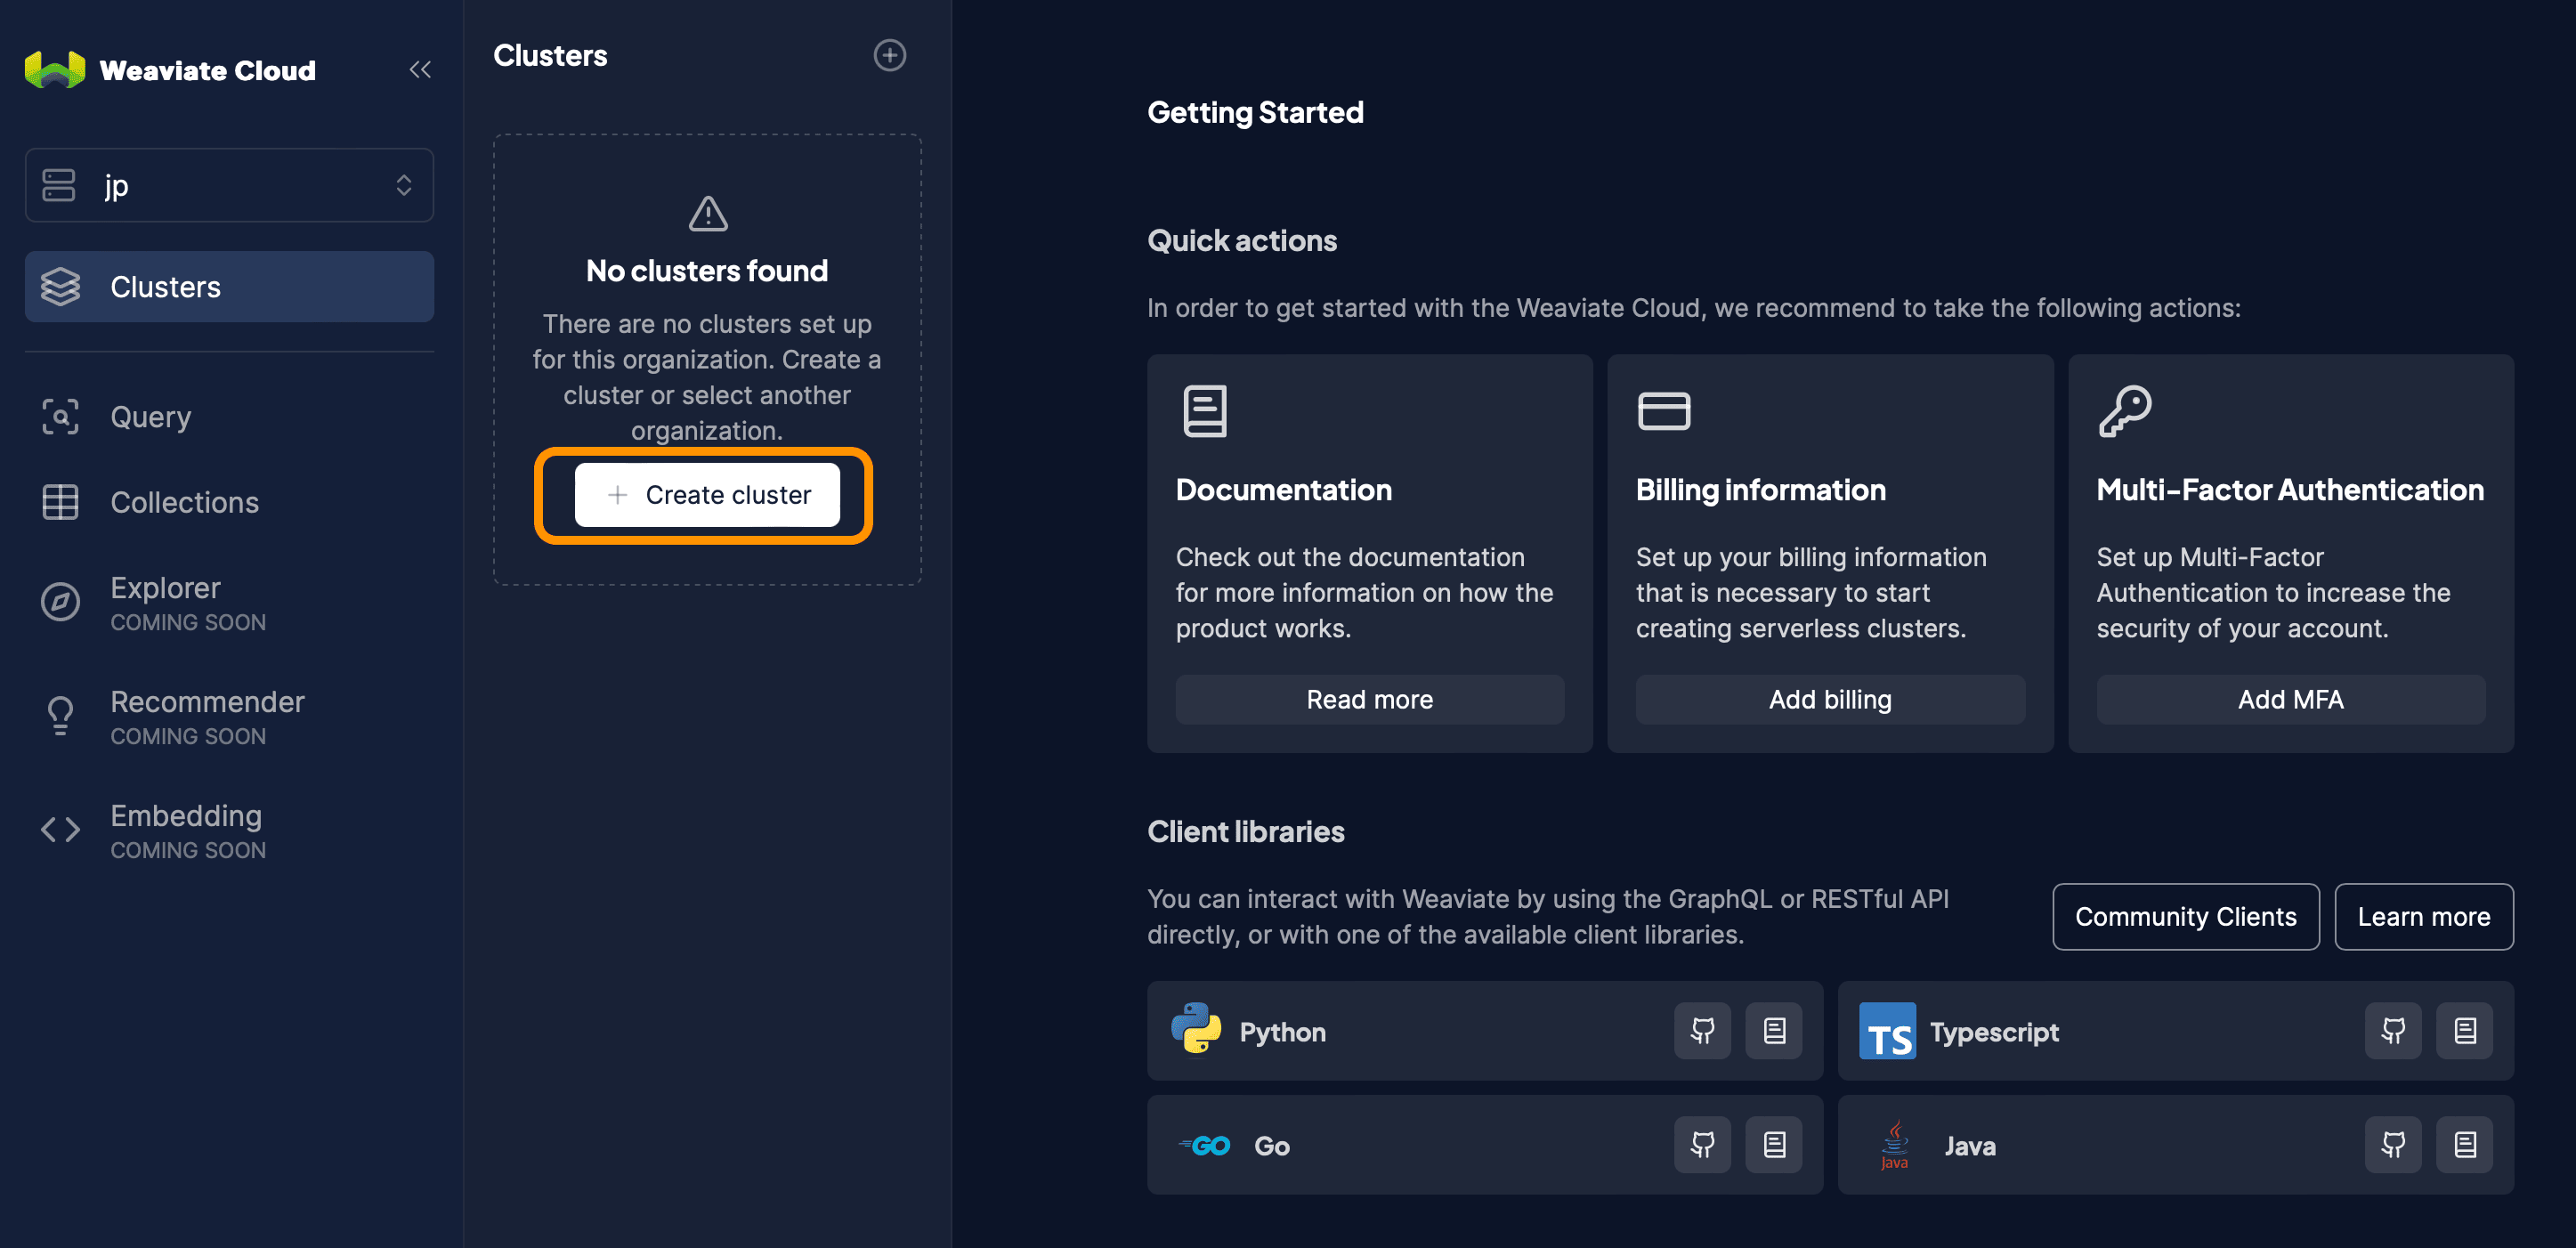 Weaviate Cloud
jp
Clusters
Query
Collections
Explorer
COMING SOON
Recommender
COMING SOON
Embedding
COMING SOON
Clusters
No clusters found
There are no clusters set up
for this organization. Create a
cluster or select another
organization.
Create cluster
Getting Started
Quick actions
In order to get started with the Weaviate Cloud, we recommend to take the following actions:
Documentation
Check out the documentation
for more information on how the
product works.
Read more
Billing information
Set up your billing information
that is necessary to start
creating serverless clusters.
Add billing
Multi-Factor Authentication
Set up Multi-Factor
Authentication to increase the
security of your account.
Add MFA
Client libraries
You can interact with Weaviate by using the GraphQL or RESTful API
directly, or with one of the available client libraries.
Community Clients
Learn more
Python
TS Typescript
GO Go
Java Java